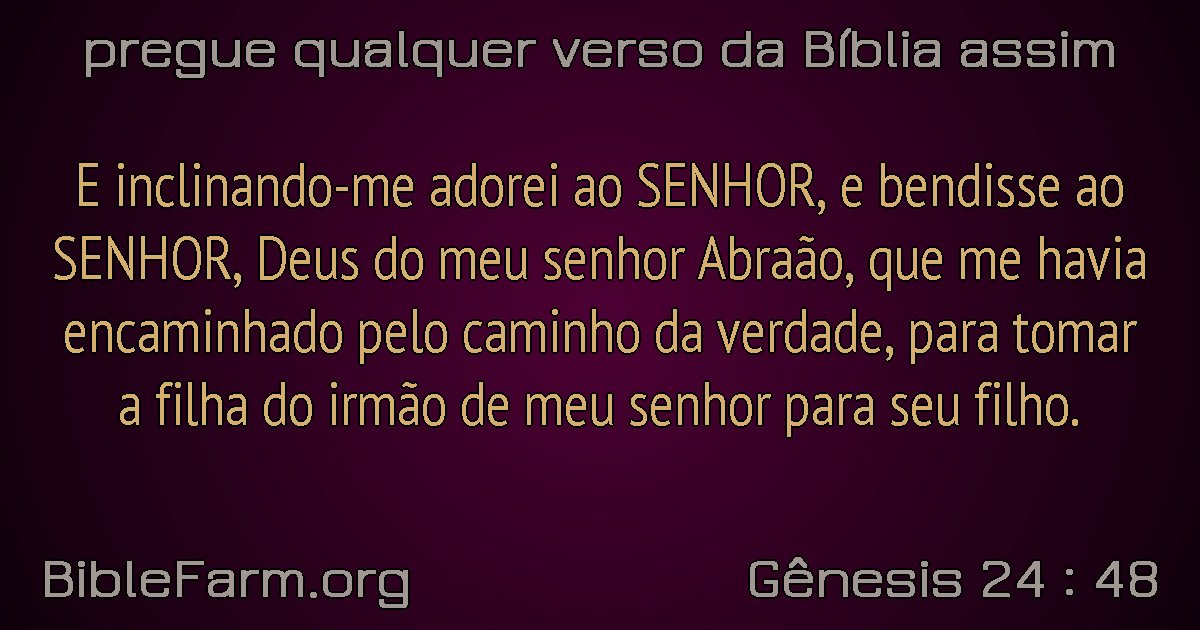 pregue qualquer verso da Bíblia assim
E inclinando-me adorei ao SENHOR, e bendisse ao
SENHOR, Deus do meu senhor Abraão, que me havia
encaminhado pelo caminho da verdade, para tomar
a filha do irmão de meu senhor para seu filho.
BibleFarm.org
Gênesis 24 : 48